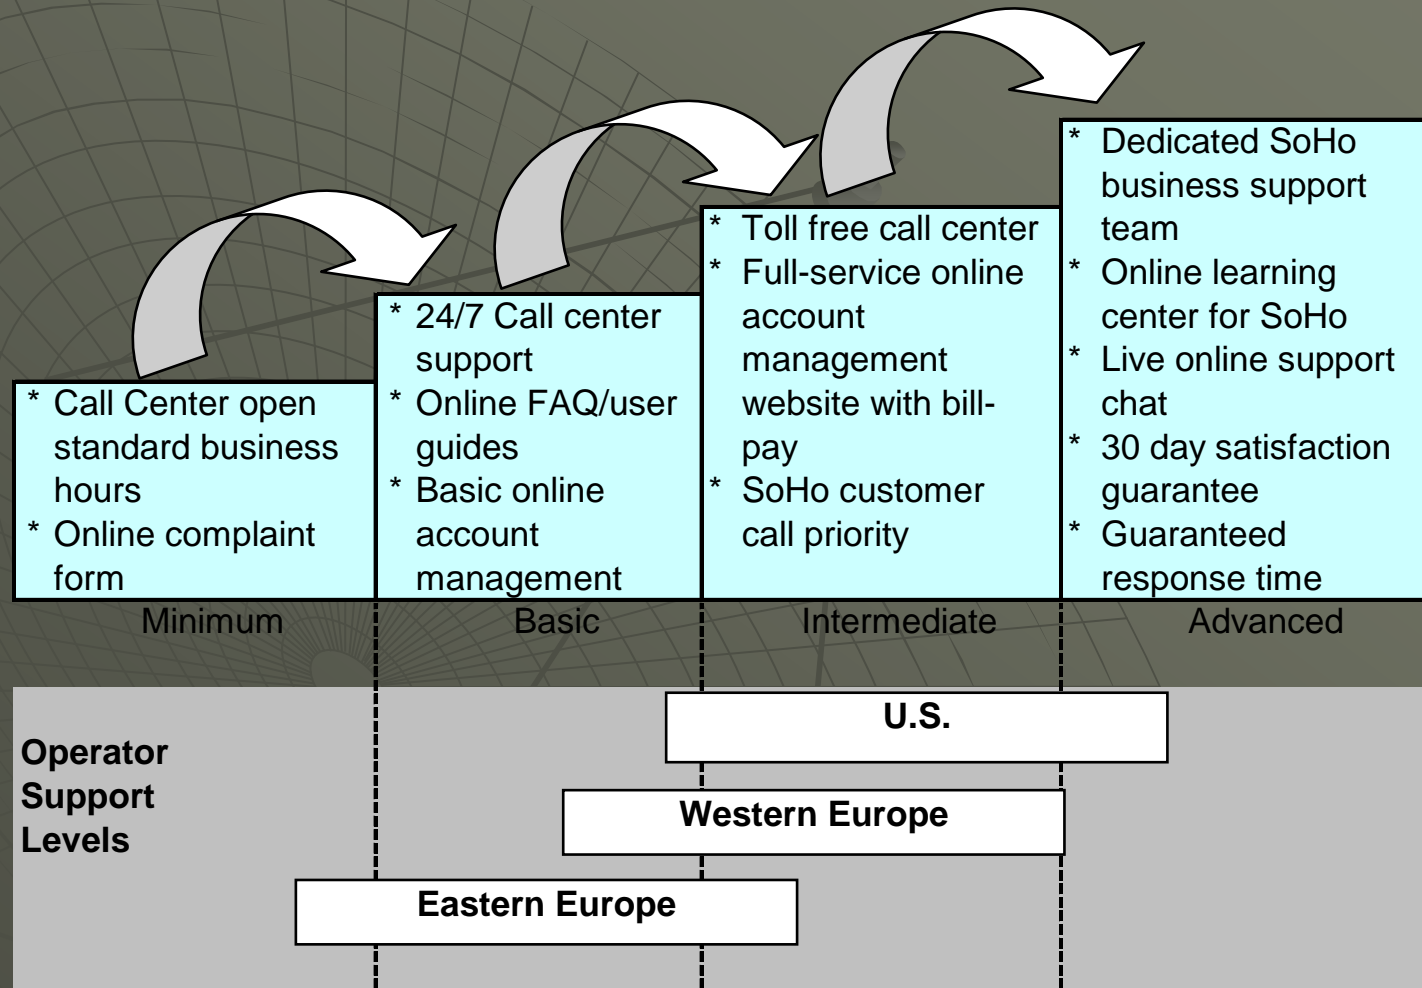 * Call Center open
standard business
hours
* Online complaint
form
Minimum
* 24/7 Call center
support
* Online FAQ/user
guides
* Basic online
account
management
Basic
* Toll free call center
* Full-service online
account
management
website with bill-
pay
* SoHo customer
call priority
Intermediate
* Dedicated SoHo
business support
team
* Online learning
center for SoHo
* Live online support
chat
* 30 day satisfaction
guarantee
* Guaranteed
response time
Advanced
Operator
Support
Levels
U.S.
Western Europe
Eastern Europe